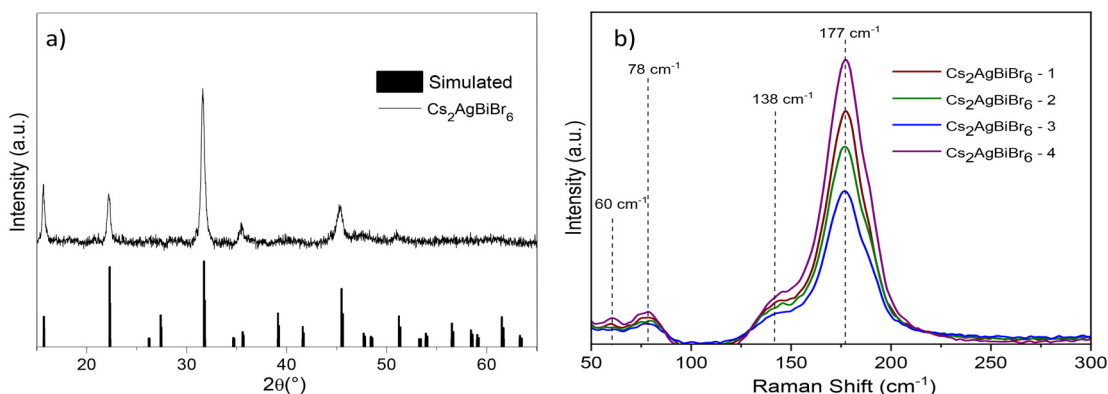 a)
Simulated
Cs₂AgBiBr₆
Intensity (a.u.)
20
30
40
50
60
2θ(°)
b)
177 cm⁻¹
78 cm⁻¹
138 cm⁻¹
60 cm⁻¹
Cs₂AgBiBr₆ - 1
Cs₂AgBiBr₆ - 2
Cs₂AgBiBr₆ - 3
Cs₂AgBiBr₆ - 4
Intensity (a.u.)
50
100
150
200
250
300
Raman Shift (cm⁻¹)